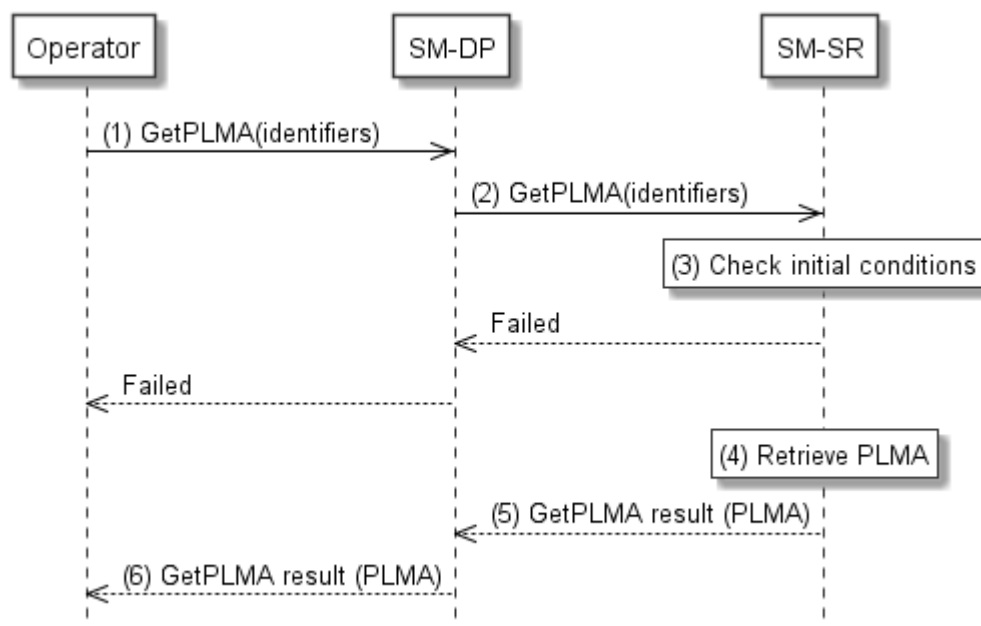 Operator
SM-DP
SM-SR
(1) GetPLMA(identifiers)
(2) GetPLMA(identifiers)
(3) Check initial conditions
Failed
Failed
(4) Retrieve PLMA
(5) GetPLMA result (PLMA)
(6) GetPLMA result (PLMA)